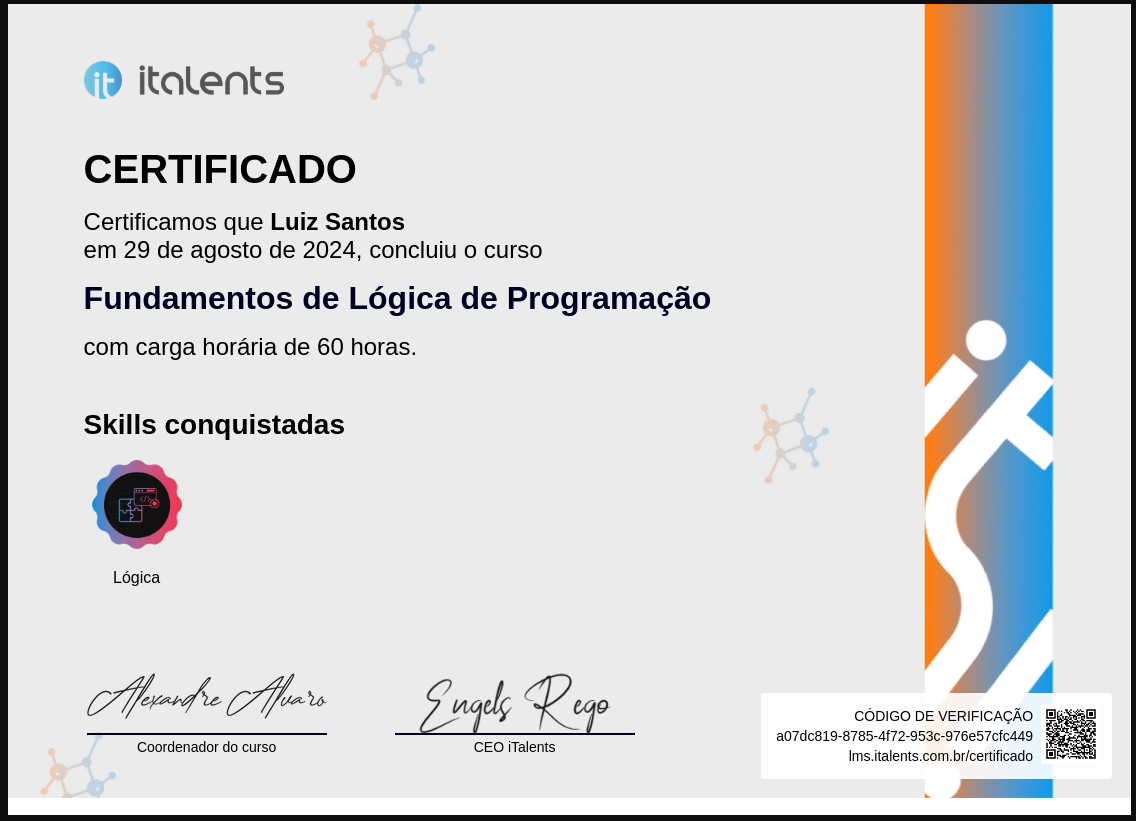 it italents
CERTIFICADO
Certificamos que Luiz Santos
em 29 de agosto de 2024, concluiu o curso
Fundamentos de Lógica de Programação
com carga horária de 60 horas.
Skills conquistadas
Lógica
Alexandre Alvaro
Coordenador do curso
Engels Rego
CEO iTalents
CÓDIGO DE VERIFICAÇÃO
a07dc819-8785-4f72-953c-976e57cfc449
lms.italents.com.br/certificado